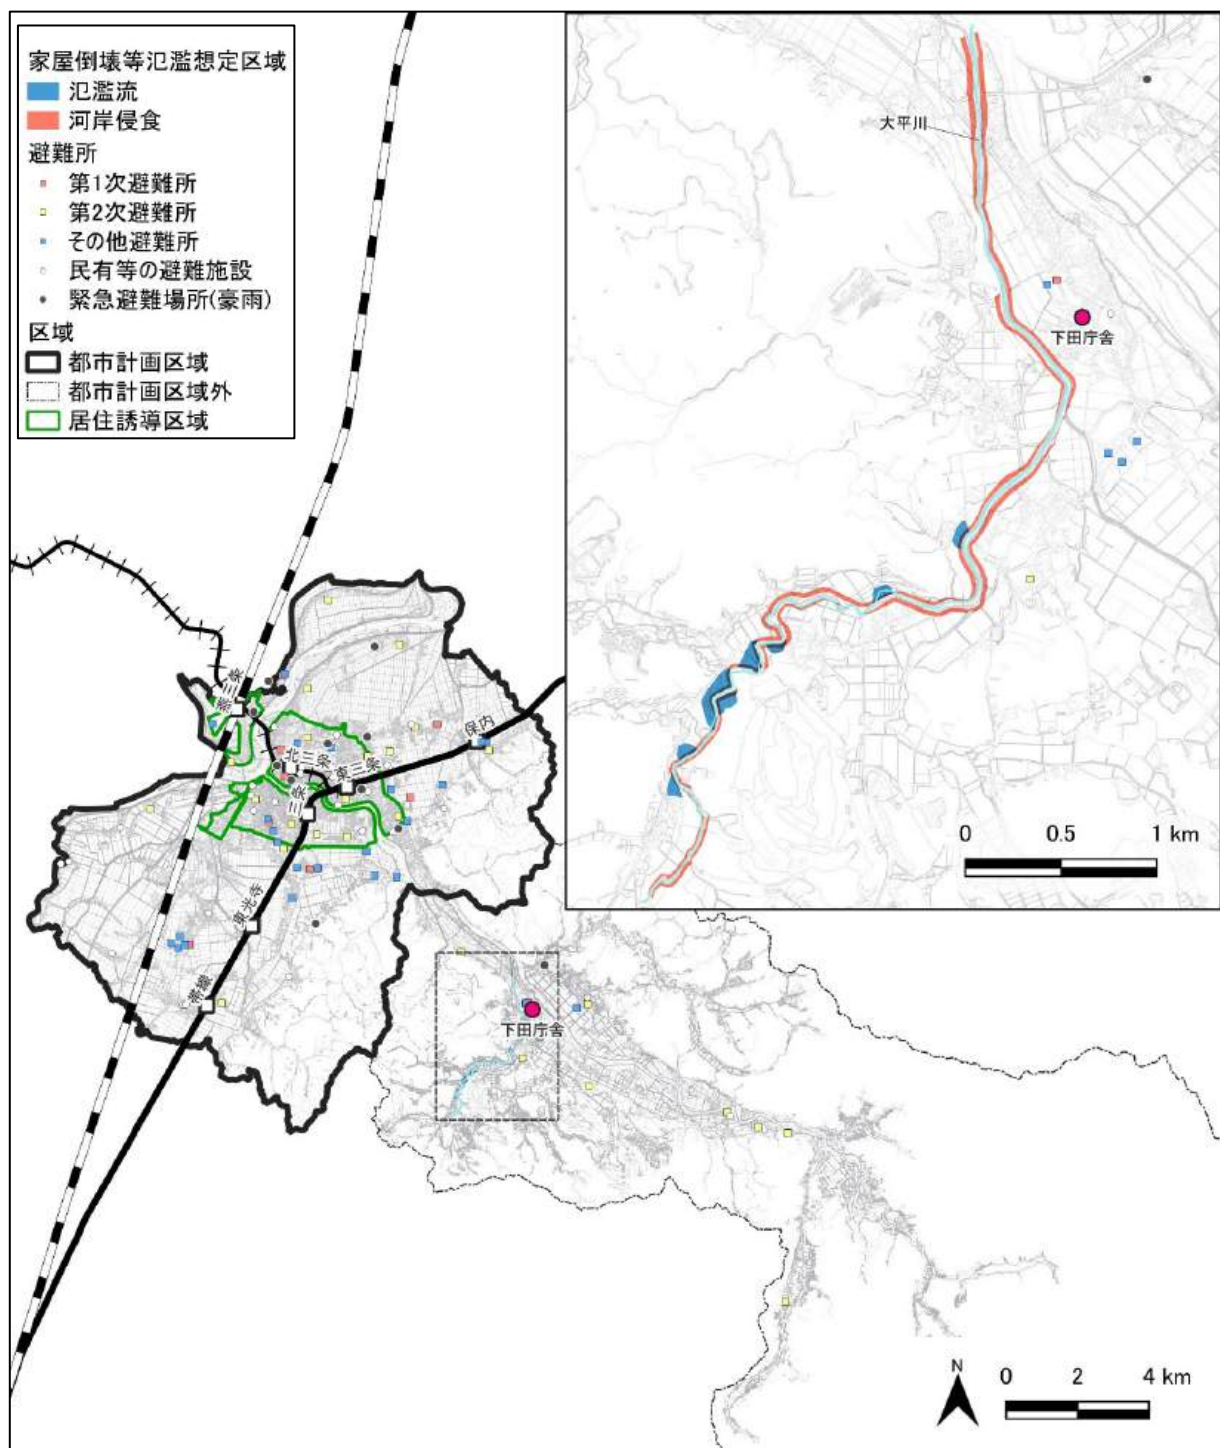 家屋倒壊等氾濫想定区域
氾濫流
河岸侵食
避難所
第1次避難所
第2次避難所
その他避難所
民有等の避難施設
緊急避難場所(豪雨)
区域
都市計画区域
都市計画区域外
居住誘導区域
大平川
下田庁舎
0 0.5 1 km
燕三条
北三条
東三条
保内
三条
東光寺
帯織
下田庁舎
N
0 2 4 km